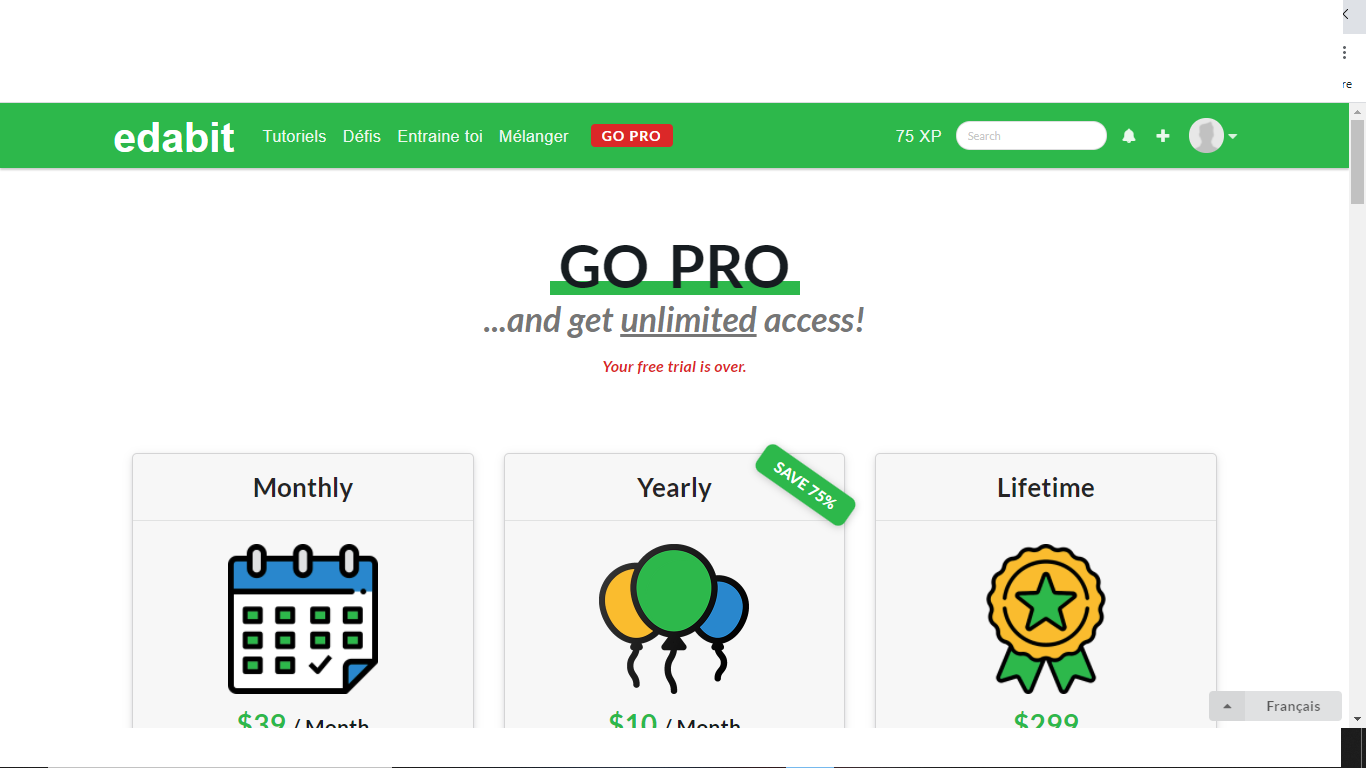 re
edabit Tutoriels Défis Entraine toi Mélanger GO PRO 75 XP Search
GO PRO
...and get unlimited access!
Your free trial is over.
Monthly
Yearly
SAVE 75%
Lifetime
$39 / Month
$10 / Month
$299
Français